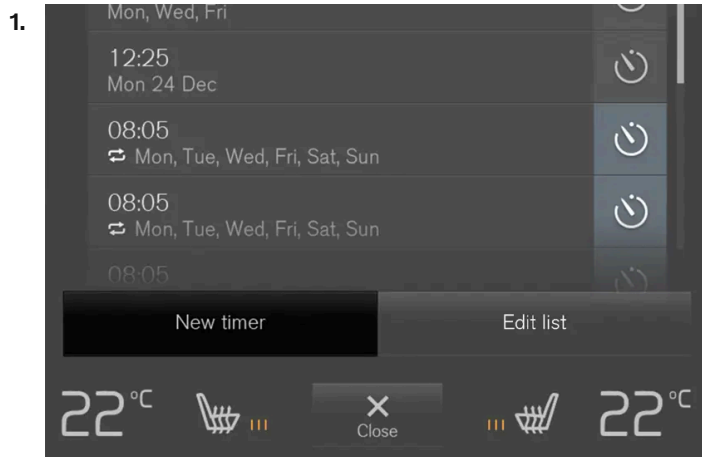 1.
Mon, Wed, Fri
12:25
Mon 24 Dec
08:05
Mon, Tue, Wed, Fri, Sat, Sun
08:05
Mon, Tue, Wed, Fri, Sat, Sun
08:05
New timer Edit list
22°C 22°C
Close